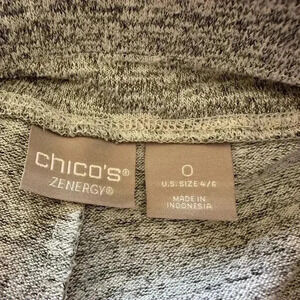 chico's®
ZENERGY®
0
U.S. SIZE 4/6
MADE IN
INDONESIA